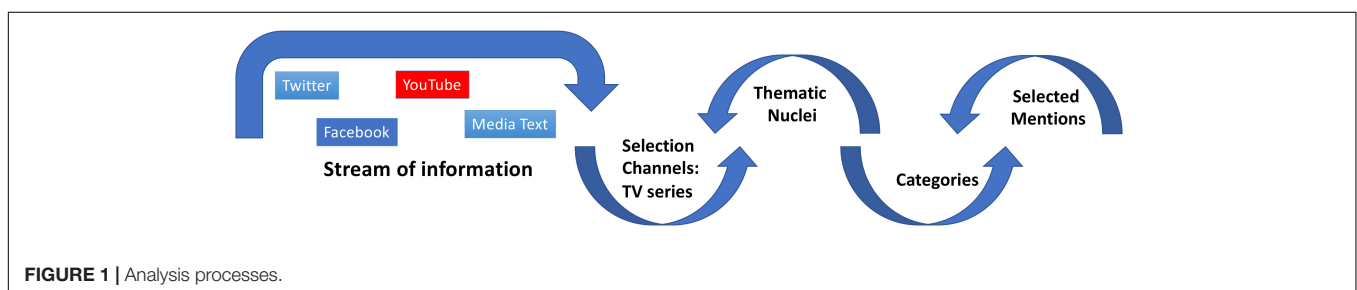 Twitter
YouTube
Facebook
Media Text
Stream of information
Selection
Channels:
TV series
Thematic
Nuclei
Categories
Selected
Mentions
FIGURE 1 | Analysis processes.